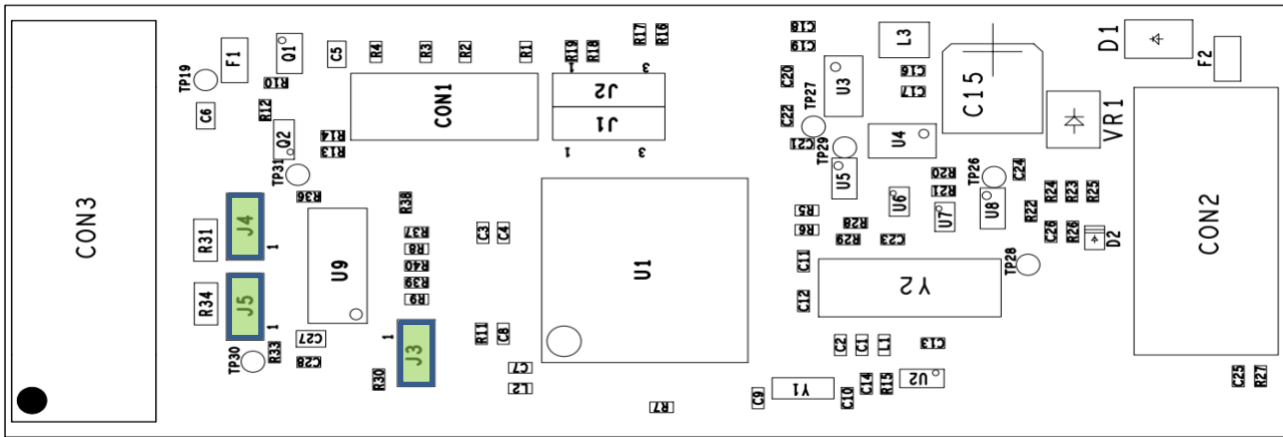 CON3
TP19
F1
Q1
C5
R4
R3
R2
R1
R19
R18
R17
R16
1
3
R10
C6
R12
Q2
R14
R13
TP31
CON1
J2
J1
1
3
C18
C19
L3
C20
U3
C16
C17
C15
D1
F2
C22
TP27
C21
TP29
U4
VR1
CON2
R36
R38
J4
1
R31
U9
R37
R8
R40
R39
R9
C3
C4
U1
U5
R20
R21
TP26
C24
U6
U7
U8
R22
R24
R23
R25
R5
R6
R28
R29
C23
C26
R26
D2
C11
Y2
TP28
C12
R34
J5
1
C27
C28
R33
TP30
R30
1
J3
R11
C8
C7
L2
R7
C9
Y1
C10
C2
C1
L1
C13
C14
R15
U2
C25
R27